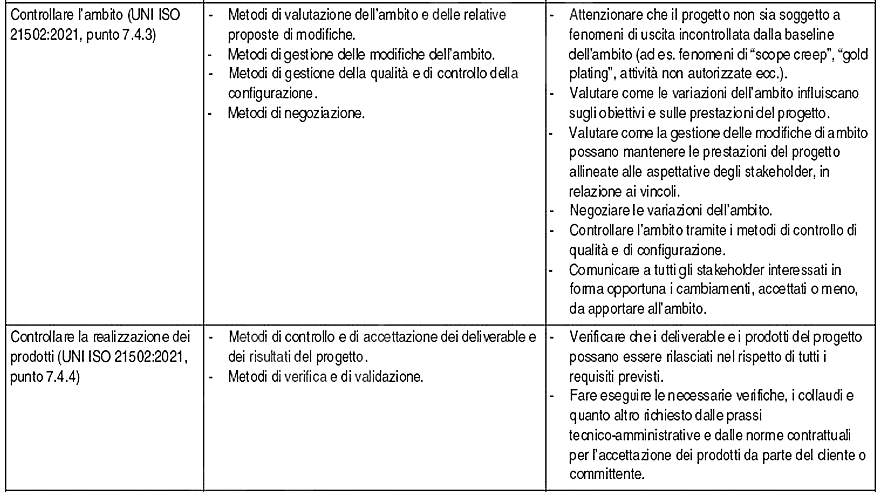 Controllare l'ambito (UNI ISO
21502:2021, punto 7.4.3)
- Metodi di valutazione dell'ambito e delle relative
proposte di modifiche.
- Metodi di gestione delle modifiche dell'ambito.
- Metodi di gestione della qualità e di controllo della
configurazione.
- Metodi di negoziazione.
- Attenzionare che il progetto non sia soggetto a
fenomeni di uscita incontrollata dalla baseline
dell'ambito (ad es. fenomeni di “scope creep”, “gold
plating”, attività non autorizzate ecc.).
- Valutare come le variazioni dell'ambito influiscano
sugli obiettivi e sulle prestazioni del progetto.
- Valutare come la gestione delle modifiche di ambito
possano mantenere le prestazioni del progetto
allineate alle aspettative degli stakeholder, in
relazione ai vincoli.
- Negoziare le variazioni dell'ambito.
- Controllare l'ambito tramite i metodi di controllo di
qualità e di configurazione.
- Comunicare a tutti gli stakeholder interessati in
forma opportuna i cambiamenti, accettati o meno,
da apportare all'ambito.
Controllare la realizzazione dei
prodotti (UNI ISO 21502:2021,
punto 7.4.4)
- Metodi di controllo e di accettazione dei deliverable e
dei risultati del progetto.
- Metodi di verifica e di validazione.
- Verificare che i deliverable e i prodotti del progetto
possano essere rilasciati nel rispetto di tutti i
requisiti previsti.
- Fare eseguire le necessarie verifiche, i collaudi e
quanto altro richiesto dalle prassi
tecnico-amministrative e dalle norme contrattuali
per l'accettazione dei prodotti da parte del cliente o
committente.